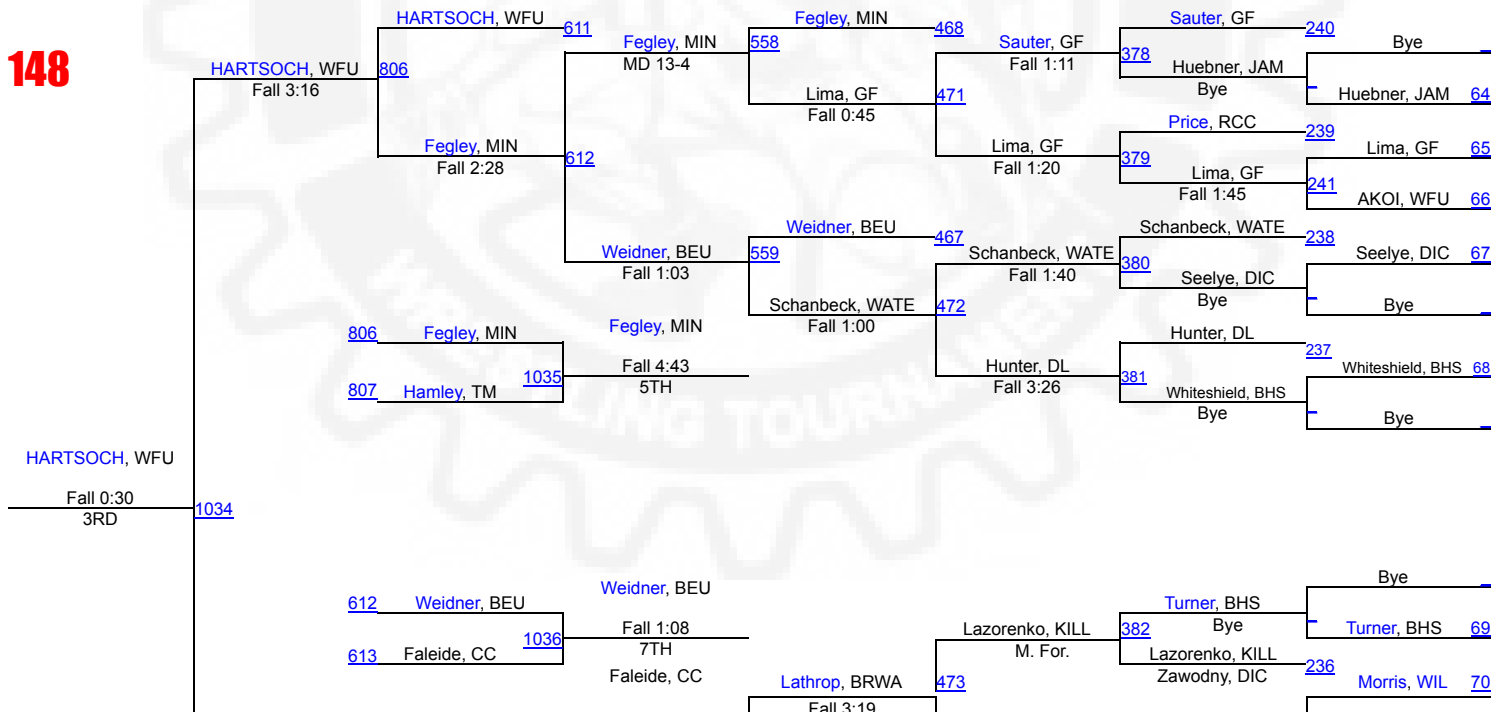 148
HARTSOCH, WFU
611
Fegley, MIN
468
Sauter, GF
240
Fegley, MIN
MD 13-4
558
Sauter, GF
Fall 1:11
378
Bye
HARTSOCH, WFU
Fall 3:16
806
Huebner, JAM
Bye
Lima, GF
Fall 0:45
471
Huebner, JAM 64
Price, RCC
239
Fegley, MIN
Fall 2:28
612
Lima, GF
Fall 1:20
379
Lima, GF 65
Lima, GF
Fall 1:45
241
AKOI, WFU 66
Weidner, BEU
467
Schanbeck, WATE
238
Weidner, BEU
Fall 1:03
559
Schanbeck, WATE
Fall 1:40
380
Seelye, DIC 67
Seelye, DIC
Bye
Schanbeck, WATE
Fall 1:00
472
Bye
806 Fegley, MIN
Fegley, MIN
Hunter, DL
237
Fall 4:43
5TH
1035
Hunter, DL
Fall 3:26
381
Whiteshield, BHS 68
807 Hamley, TM
Whiteshield, BHS
Bye
Bye
WRESTLING TOURNAMENT
HARTSOCH, WFU
Fall 0:30
3RD
1034
Weidner, BEU
Bye
612 Weidner, BEU
Turner, BHS
Bye
1036
Fall 1:08
7TH
Lazorenko, KILL
M. For.
382
Turner, BHS 69
613 Faleide, CC
Faleide, CC
Lazorenko, KILL
Zawodny, DIC
236
Lathrop, BRWA
Fall 3:19
473
Morris, WIL 70